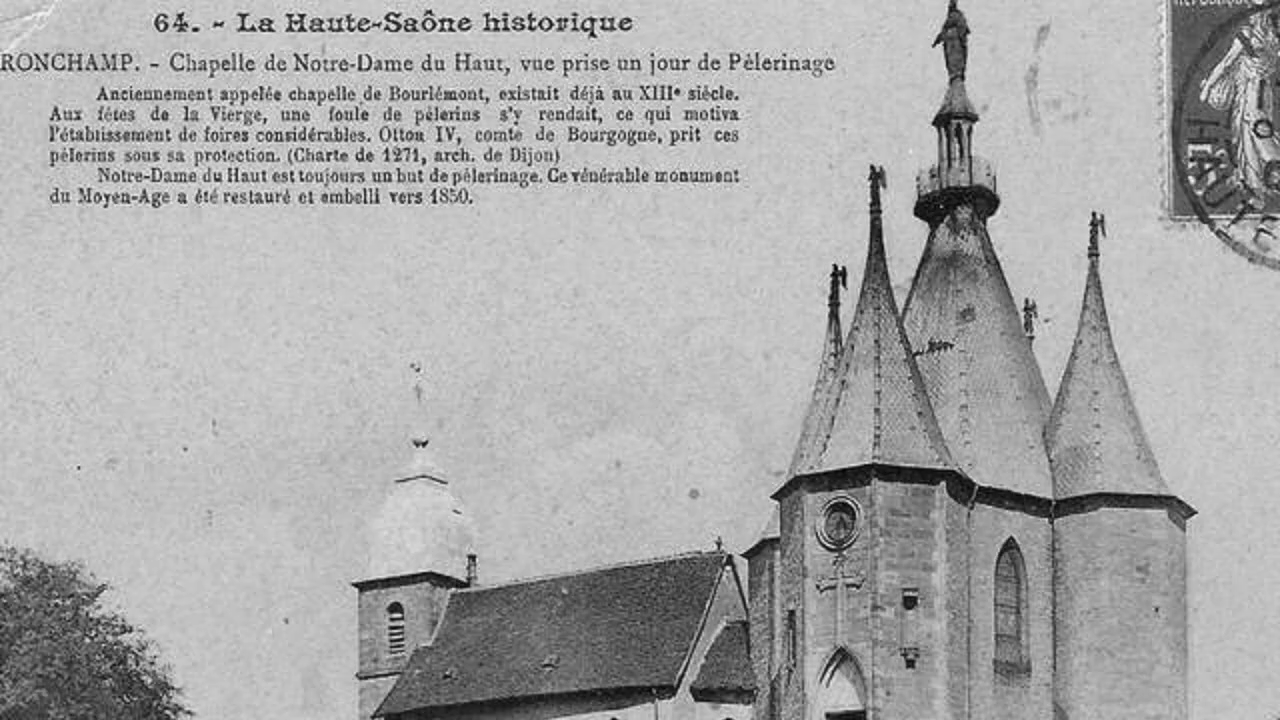 64. - La Haute-Saône historique
RONCHAMP. - Chapelle de Notre-Dame du Haut, vue prise un jour de Pèlerinage
Anciennement appelée chapelle de Bourlémont, existait déjà au XIIIe siècle.
Aux fêtes de la Vierge, une foule de pèlerins s'y rendait, ce qui motiva
l'établissement de foires considérables. Otton IV, comte de Bourgogne, prit ces
pèlerins sous sa protection. (Charte de 1271, arch. de Dijon)
Notre-Dame du Haut est toujours un but de pèlerinage. Ce vénérable monument
du Moyen-Age a été restauré et embelli vers 1850.